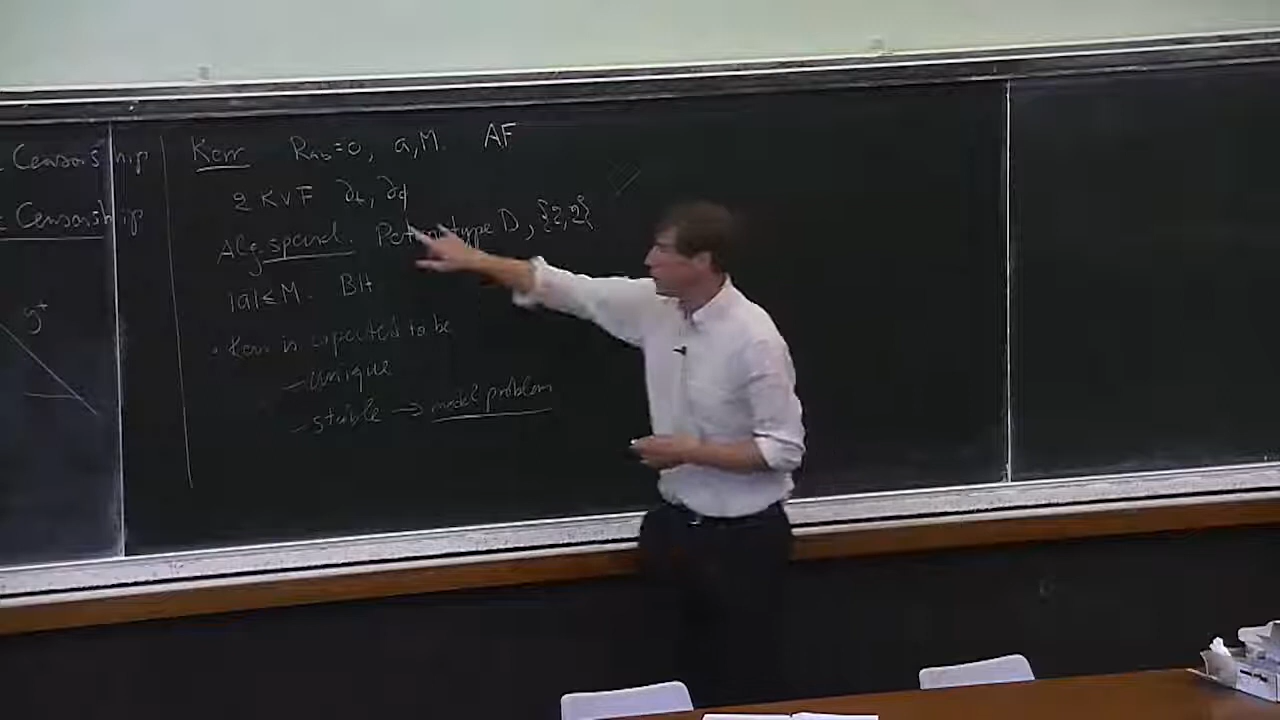 Censorship
Censorship
g⁺
Kerr Rab=0, a,M. AF
2 KVF ∂t, ∂ϕ
Alg. special. Petrov type D, {2,2}
|a|≤M. BH
• Kerr is expected to be
– unique
– stable → model problem